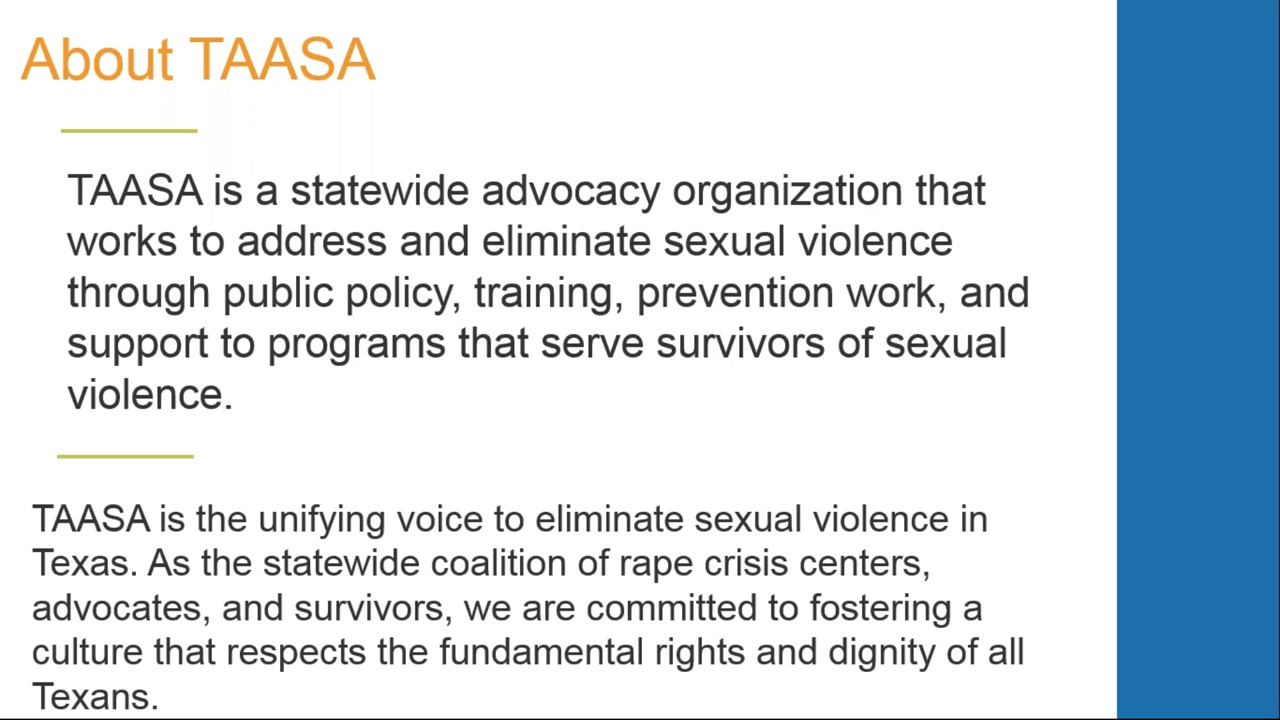 About TAASA
TAASA is a statewide advocacy organization that
works to address and eliminate sexual violence
through public policy, training, prevention work, and
support to programs that serve survivors of sexual
violence.
TAASA is the unifying voice to eliminate sexual violence in
Texas. As the statewide coalition of rape crisis centers,
advocates, and survivors, we are committed to fostering a
culture that respects the fundamental rights and dignity of all
Texans.